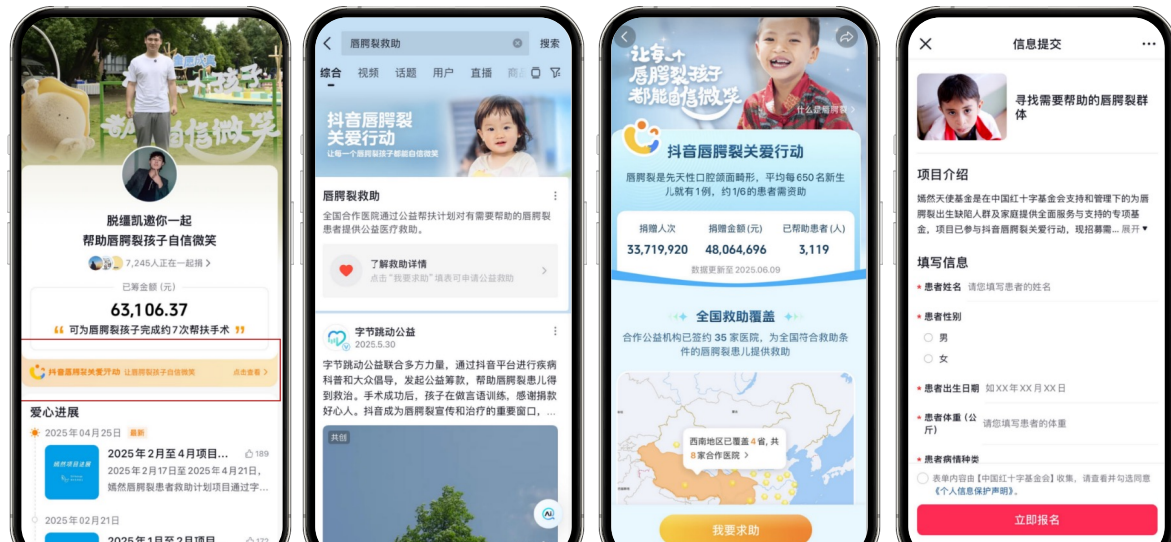 脱缰凯邀你一起
帮助唇腭裂孩子自信微笑
7,245人正在一起捐
已筹金额 (元)
63,106.37
可为唇腭裂孩子完成约7次帮扶手术
抖音唇腭裂关爱行动 让唇腭裂孩子自信微笑 点击查看
爱心进展
2025年04月25日 最新
2025年2月至4月项目... 189
2025年2月17日至2025年4月21日,
嫣然唇腭裂患者救助计划项目通过字...
嫣然项目进展
2025年02月21日
2025年1月至2月项目 172
唇腭裂救助 搜索
综合 视频 话题 用户 直播 商品
抖音唇腭裂
关爱行动
让每一个唇腭裂孩子都能自信微笑
唇腭裂救助
全国合作医院通过公益帮扶计划对有需要帮助的唇腭裂
患者提供公益医疗救助。
了解救助详情
点击“我要求助”填表可申请公益救助
字节跳动公益
2025.5.30
字节跳动公益联合多方力量，通过抖音平台进行疾病
科普和大众倡导，发起公益筹款，帮助唇腭裂患儿得
到救治。手术成功后，孩子在做言语训练，感谢捐款
好心人。抖音成为唇腭裂宣传和治疗的重要窗口，...
共创
Ai
让每一个
唇腭裂孩子
都能自信微笑
什么是唇腭裂
抖音唇腭裂关爱行动
唇腭裂是先天性口腔颌面畸形，平均每650名新生
儿就有1例，约1/6的患者需资助
捐赠人次 捐赠金额(元) 已帮助患者(人)
33,719,920 48,064,696 3,119
数据更新至2025.06.09
全国救助覆盖
合作公益机构已签约 35 家医院，为全国符合救助条
件的唇腭裂患儿提供救助
西南地区已覆盖4省, 共
8家合作医院
我要求助
信息提交
寻找需要帮助的唇腭裂群
体
项目介绍
嫣然天使基金是在中国红十字基金会支持和管理下的为唇
腭裂出生缺陷人群及家庭提供全面服务与支持的专项基
金，项目已参与抖音唇腭裂关爱行动，现招募需... 展开
填写信息
* 患者姓名 请您填写患者的姓名
* 患者性别
男
女
* 患者出生日期 如XX年XX月XX日
* 患者体重 (公
斤) 请您填写患者的体重
* 患者病情种类
表单内容由【中国红十字基金会】收集，请查看并勾选同意
《个人信息保护声明》。
立即报名